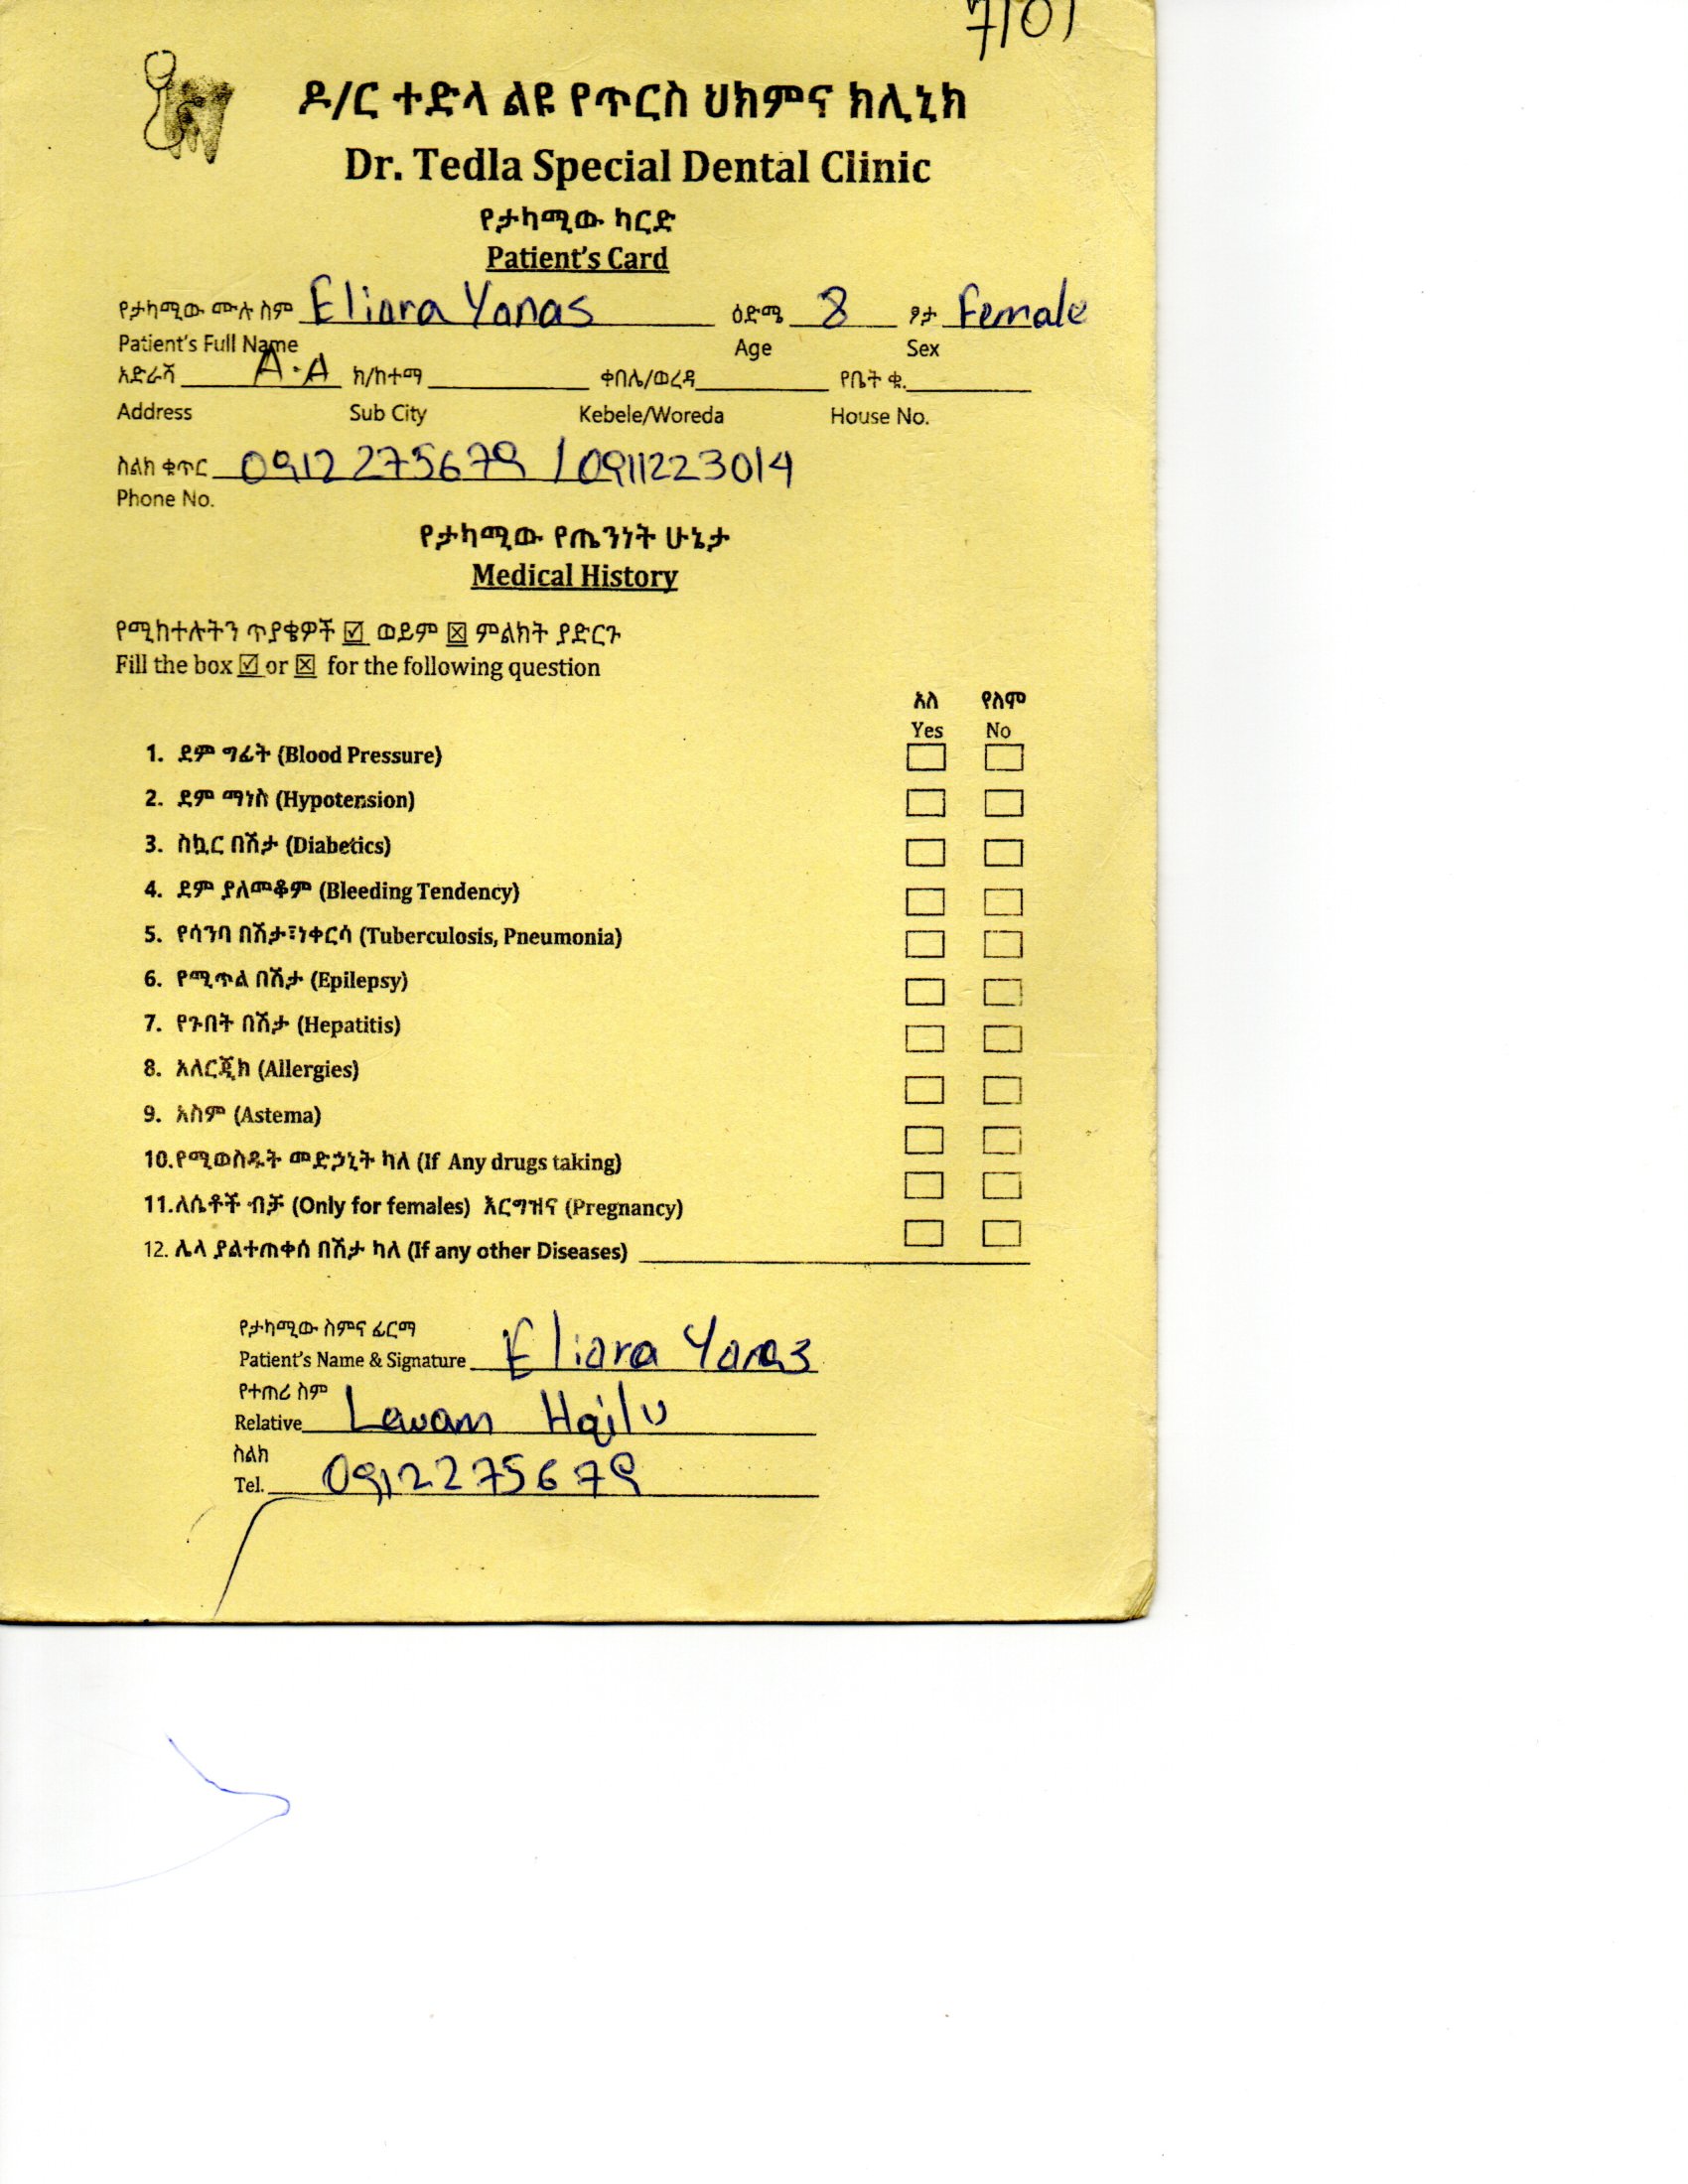 7101
ዶ/ር ተድላ ልዩ የጥርስ ህክምና ክሊኒክ
Dr. Tedla Special Dental Clinic
የታካሚው ካርድ
Patient's Card
የታካሚው ሙሉ ስም Eliara Yonas ዕድሜ 8 ፆታ Female
Patient's Full Name Age Sex
አድራሻ A.A ክ/ከተማ ቀበሌ/ወረዳ የቤት ቁ.
Address Sub City Kebele/Woreda House No.
ስልክ ቁጥር 0912275679 / 0911223014
Phone No.
የታካሚው የጤንነት ሁኔታ
Medical History
የሚከተሉትን ጥያቄዎች ☑ ወይም ☒ ምልክት ያድርጉ
Fill the box ☑ or ☒ for the following question
አለ የለም
Yes No
1. ደም ግፊት (Blood Pressure)
2. ደም ማነስ (Hypotension)
3. ስኳር በሽታ (Diabetics)
4. ደም ያለመቆም (Bleeding Tendency)
5. የሳንባ በሽታ፣ነቀርሳ (Tuberculosis, Pneumonia)
6. የሚጥል በሽታ (Epilepsy)
7. የጉበት በሽታ (Hepatitis)
8. አለርጂክ (Allergies)
9. አስም (Astema)
10.የሚወስዱት መድኃኒት ካለ (If Any drugs taking)
11.ለሴቶች ብቻ (Only for females) እርግዝና (Pregnancy)
12. ሌላ ያልተጠቀሰ በሽታ ካለ (If any other Diseases)
የታካሚው ስምና ፊርማ
Patient's Name & Signature Eliara Yonas
የተጠሪ ስም
Relative Lewam Hailu
ስልክ
Tel. 0912275679